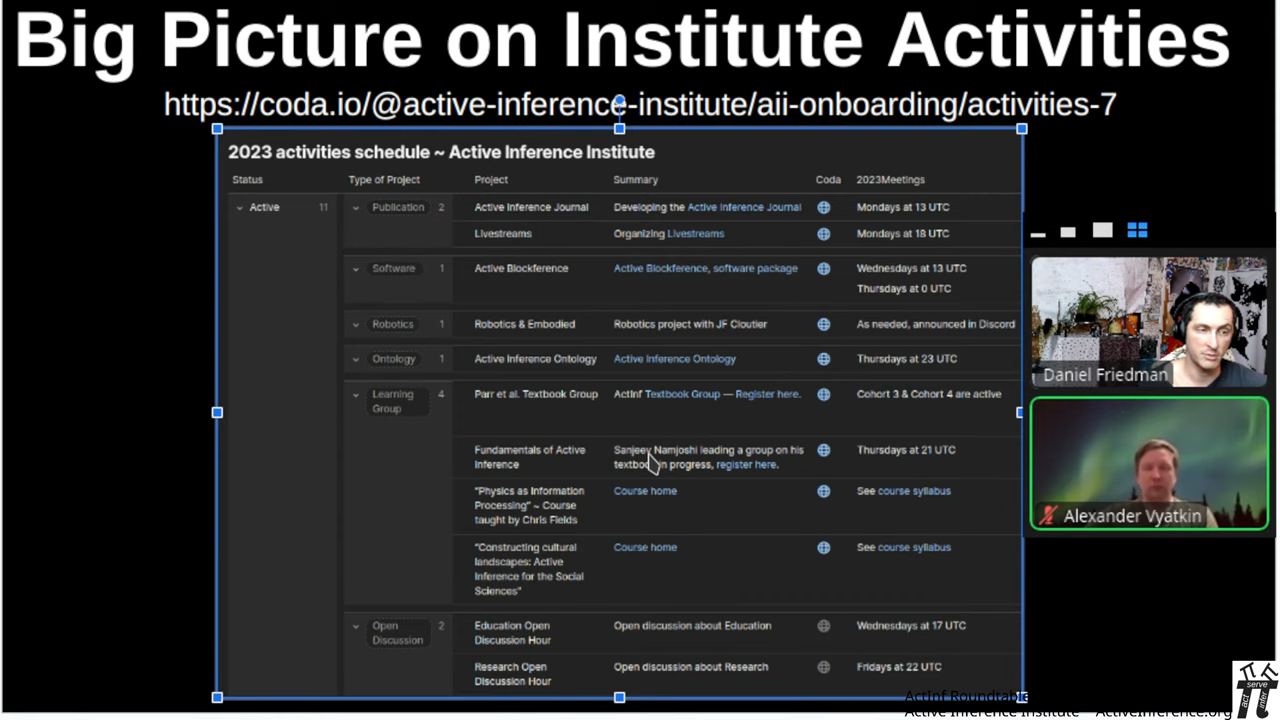 Big Picture on Institute Activities
https://coda.io/@active-inference-institute/aii-onboarding/activities-7
2023 activities schedule ~ Active Inference Institute
Status Type of Project Project Summary Coda 2023Meetings
Active 11 Publication 2 Active Inference Journal Developing the Active Inference Journal Mondays at 13 UTC
Livestreams Organizing Livestreams Mondays at 18 UTC
Software 1 Active Blockference Active Blockference, software package Wednesdays at 13 UTC
Thursdays at 0 UTC
Robotics 1 Robotics & Embodied Robotics project with JF Cloutier As needed, announced in Discord
Ontology 1 Active Inference Ontology Active Inference Ontology Thursdays at 23 UTC
Learning 4 Parr et al. Textbook Group ActInf Textbook Group — Register here. Cohort 3 & Cohort 4 are active
Group
Fundamentals of Active Sanjeev Namjoshi leading a group on his Thursdays at 21 UTC
Inference textbook in progress, register here.
"Physics as Information Course home See course syllabus
Processing" ~ Course
taught by Chris Fields
"Constructing cultural Course home See course syllabus
landscapes: Active
Inference for the Social
Sciences"
Open 2 Education Open Open discussion about Education Wednesdays at 17 UTC
Discussion Discussion Hour
Research Open Open discussion about Research Fridays at 22 UTC
Discussion Hour
Daniel Friedman
Alexander Vyatkin
ActInf Roundtable
Active Inference Institute ~ ActiveInference.org
serve
act
infer